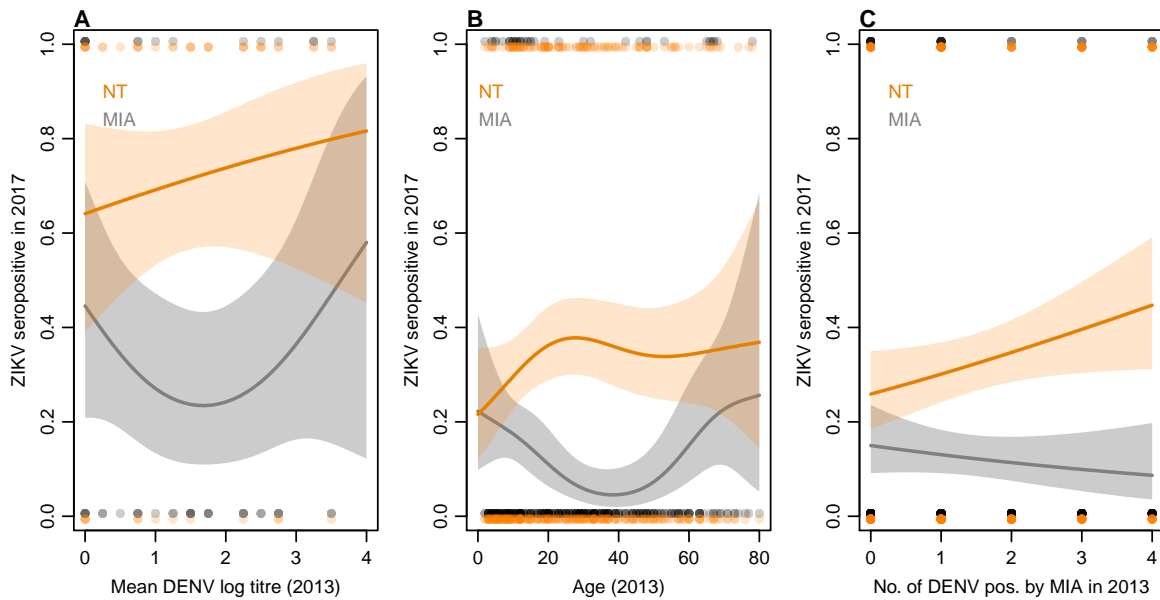 A
ZIKV seropositive in 2017
1.0
0.8
0.6
0.4
0.2
0.0
NT
MIA
0 1 2 3 4
Mean DENV log titre (2013)
B
ZIKV seropositive in 2017
1.0
0.8
0.6
0.4
0.2
0.0
NT
MIA
0 20 40 60 80
Age (2013)
C
ZIKV seropositive in 2017
1.0
0.8
0.6
0.4
0.2
0.0
NT
MIA
0 1 2 3 4
No. of DENV pos. by MIA in 2013